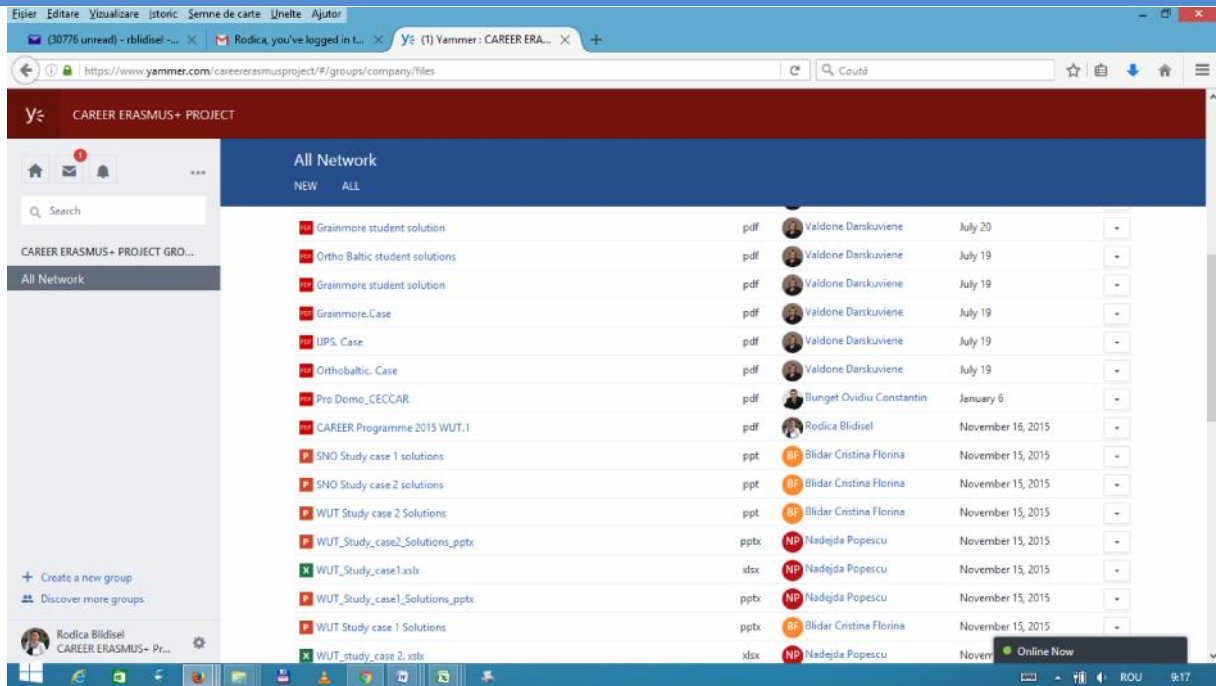 Fișier Editare Vizualizare Istoric Semne de carte Unelte Ajutor
(30776 unread) - rblidisel -... Rodica, you've logged in t... (1) Yammer : CAREER ERA...
https://www.yammer.com/careererasmusproject/#/groups/company/files Caută
CAREER ERASMUS+ PROJECT
1
Search
CAREER ERASMUS+ PROJECT GRO...
All Network
All Network
NEW ALL
Grainmore student solution pdf Valdone Darskuviene July 20
Ortho Baltic student solutions pdf Valdone Darskuviene July 19
Grainmore student solution pdf Valdone Darskuviene July 19
Grainmore.Case pdf Valdone Darskuviene July 19
UPS. Case pdf Valdone Darskuviene July 19
Orthobaltic. Case pdf Valdone Darskuviene July 19
Pro Domo_CECCAR pdf Bunget Ovidiu Constantin January 6
CAREER Programme 2015 WUT.1 pdf Rodica Blidisel November 16, 2015
SNO Study case 1 solutions ppt BF Blidar Cristina Florina November 15, 2015
SNO Study case 2 solutions ppt BF Blidar Cristina Florina November 15, 2015
WUT Study case 2 Solutions ppt BF Blidar Cristina Florina November 15, 2015
WUT_Study_case2_Solutions_pptx pptx NP Nadejda Popescu November 15, 2015
WUT_Study_case1.xslx xlsx NP Nadejda Popescu November 15, 2015
WUT_Study_case1_Solutions_pptx pptx NP Nadejda Popescu November 15, 2015
WUT Study case 1 Solutions pptx BF Blidar Cristina Florina November 15, 2015
WUT_study_case 2. xslx xlsx NP Nadejda Popescu Novem
+ Create a new group
Discover more groups
Rodica Blidisel
CAREER ERASMUS+ Pr...
Online Now
ROU 9:17